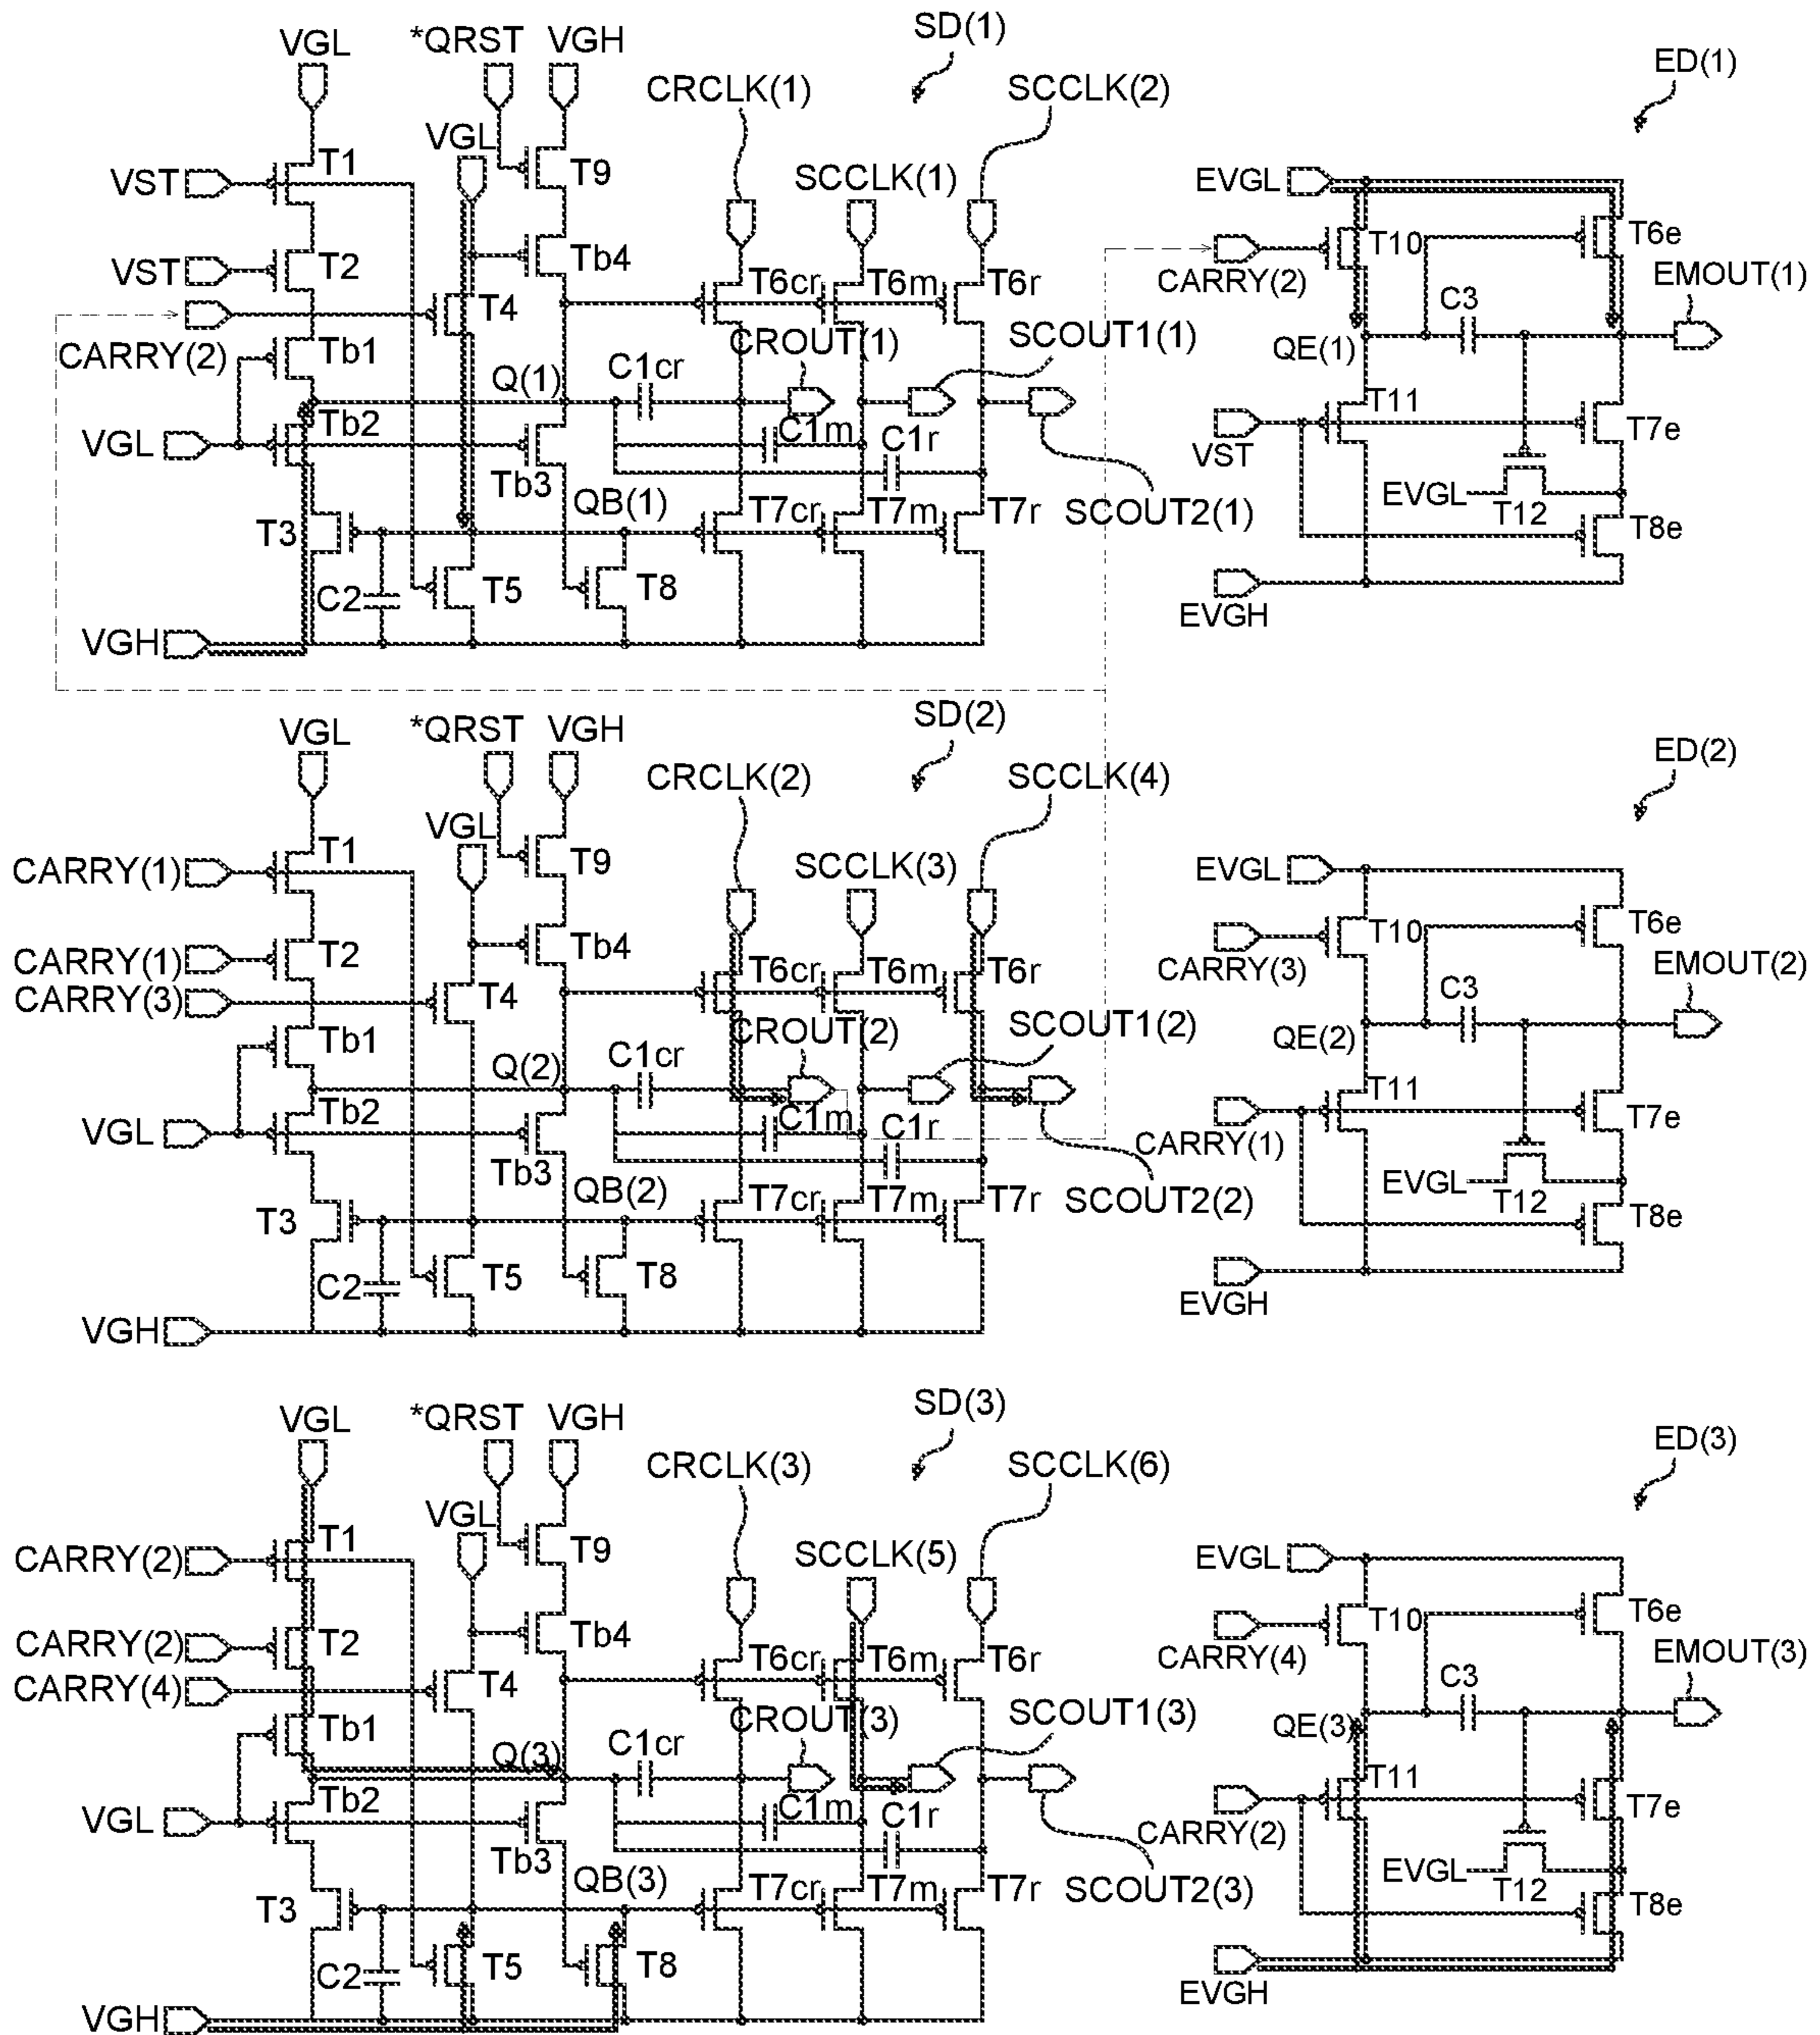 SD(1)
VGL *QRST VGH
CRCLK(1) SCCLK(2)
VGL
VST T1 T9 SCCLK(1)
VST T2 Tb4
T4 T6cr T6m T6r
CARRY(2) Tb1 CROUT(1) SCOUT1(1)
Q(1) C1cr
VGL Tb2 C1m C1r
Tb3 QB(1)
T3 T7cr T7m T7r SCOUT2(1)
C2 T5 T8
VGH
ED(1)
EVGL
T10 T6e
CARRY(2) EMOUT(1)
C3
QE(1)
T11
VST T7e
EVGL T12
T8e
EVGH
SD(2)
VGL *QRST VGH
CRCLK(2) SCCLK(4)
VGL
CARRY(1) T1 T9 SCCLK(3)
CARRY(1) T2 Tb4
CARRY(3) T4 T6cr T6m T6r
Tb1 CROUT(2) SCOUT1(2)
Q(2) C1cr
VGL Tb2 C1m C1r
Tb3 QB(2)
T3 T7cr T7m T7r SCOUT2(2)
C2 T5 T8
VGH
ED(2)
EVGL
T10 T6e
CARRY(3) EMOUT(2)
C3
QE(2)
T11
CARRY(1) T7e
EVGL T12
T8e
EVGH
SD(3)
VGL *QRST VGH
CRCLK(3) SCCLK(6)
VGL
CARRY(2) T1 T9 SCCLK(5)
CARRY(2) T2 Tb4
CARRY(4) T4 T6cr T6m T6r
Tb1 CROUT(3) SCOUT1(3)
Q(3) C1cr
VGL Tb2 C1m C1r
Tb3 QB(3)
T3 T7cr T7m T7r SCOUT2(3)
C2 T5 T8
VGH
ED(3)
EVGL
T10 T6e
CARRY(4) EMOUT(3)
C3
QE(3)
T11
CARRY(2) T7e
EVGL T12
T8e
EVGH